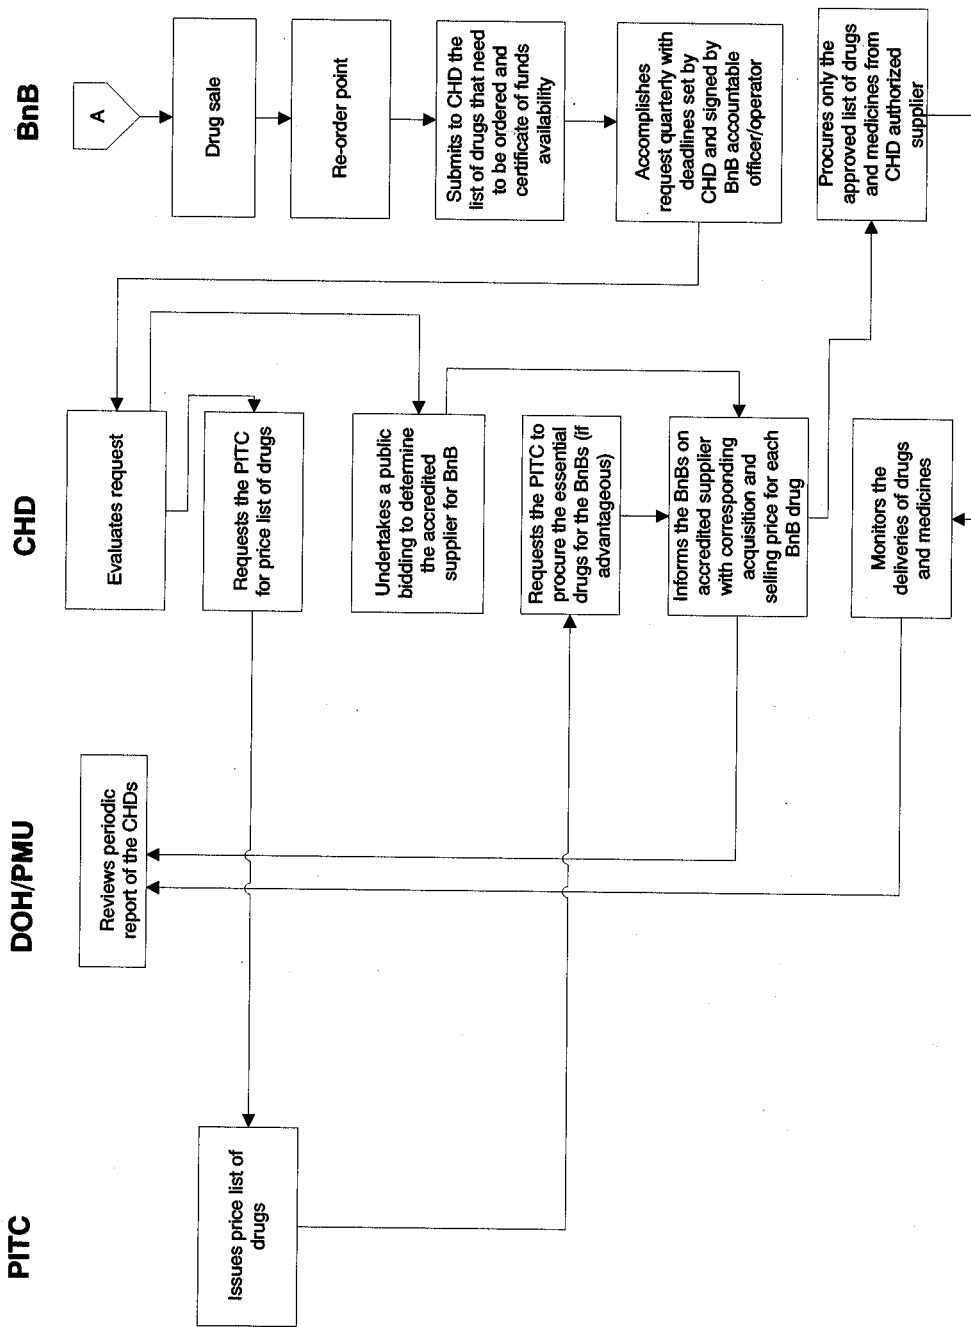 PITC
DOH/PMU
CHD
BnB
A
Drug sale
Re-order point
Submits to CHD the
list of drugs that need
to be ordered and
certificate of funds
availability
Accomplishes
request quarterly with
deadlines set by
CHD and signed by
BnB accountable
officer/operator
Procures only the
approved list of drugs
and medicines from
CHD authorized
supplier
Evaluates request
Requests the PITC
for price list of drugs
Undertakes a public
bidding to determine
the accredited
supplier for BnB
Requests the PITC to
procure the essential
drugs for the BnBs (if
advantageous)
Informs the BnBs on
accredited supplier
with corresponding
acquisition and
selling price for each
BnB drug
Monitors the
deliveries of drugs
and medicines
Reviews periodic
report of the CHDs
Issues price list of
drugs